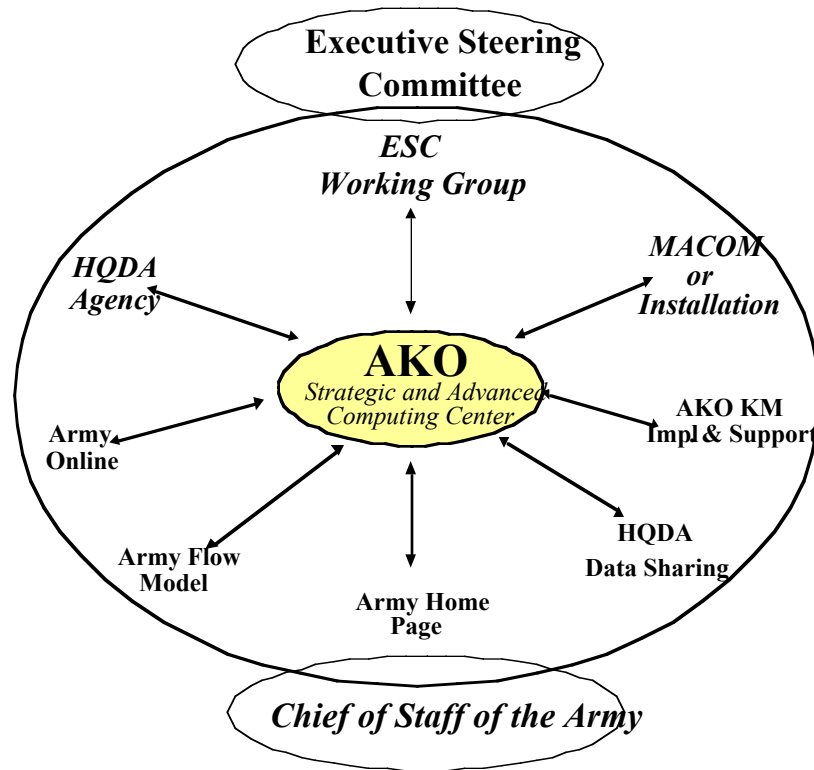 Executive Steering
Committee
ESC
Working Group
HQDA
Agency
MACOM
or
Installation
AKO
Strategic and Advanced
Computing Center
Army
Online
AKO KM
Impl. & Support
Army Flow
Model
HQDA
Data Sharing
Army Home
Page
Chief of Staff of the Army